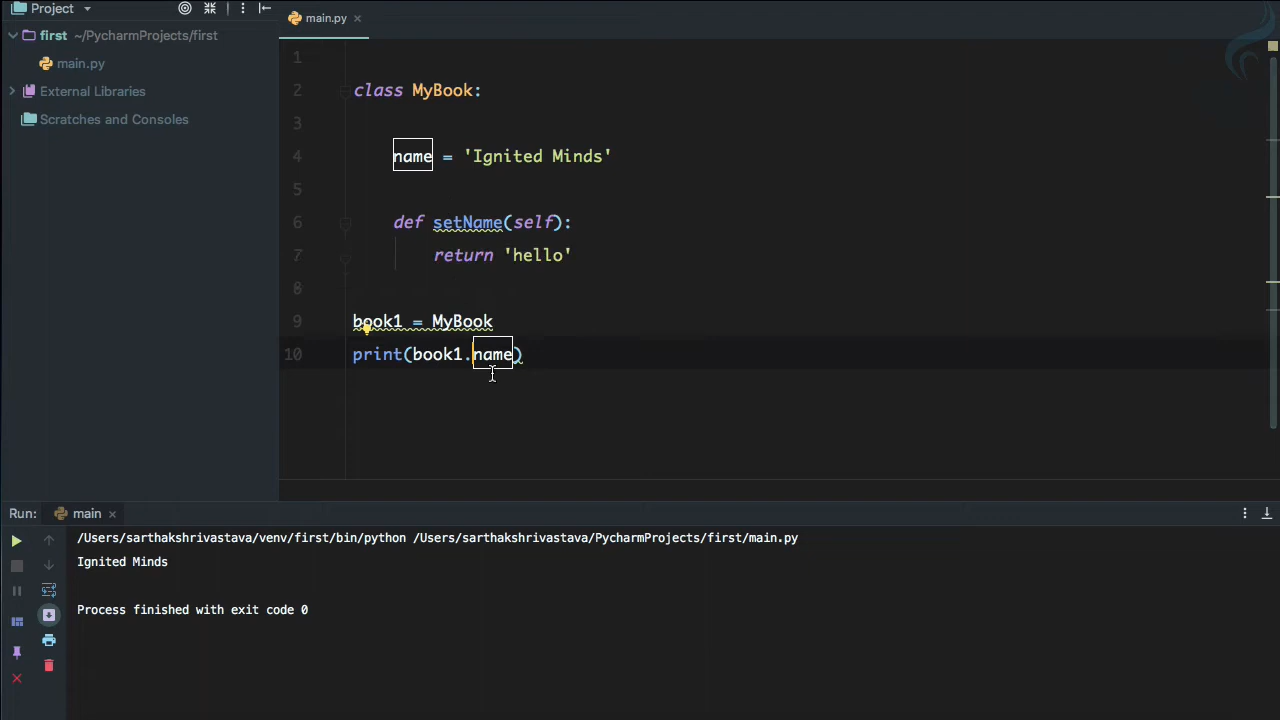 Project
first ~/PycharmProjects/first
main.py
External Libraries
Scratches and Consoles
main.py
1
2 class MyBook:
3
4 name = 'Ignited Minds'
5
6 def setName(self):
7 return 'hello'
8
9 book1 = MyBook
10 print(book1.name)
Run: main
/Users/sarthakshrivastava/venv/first/bin/python /Users/sarthakshrivastava/PycharmProjects/first/main.py
Ignited Minds
Process finished with exit code 0